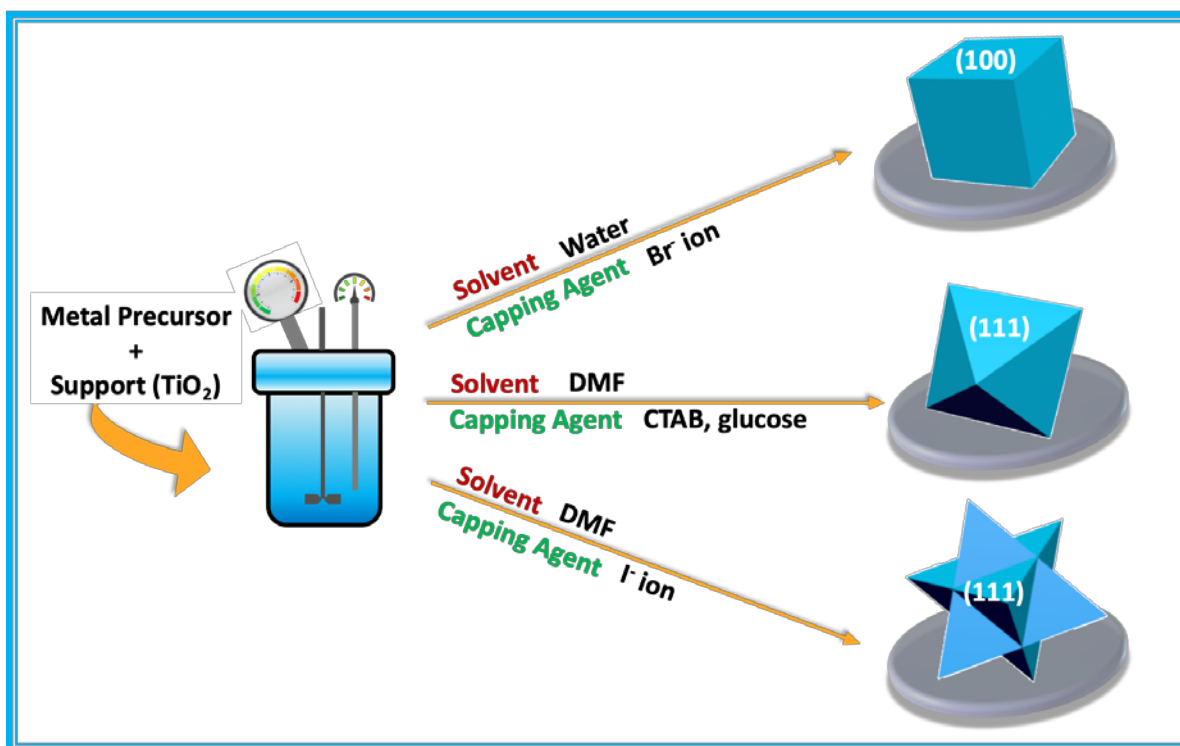 Metal Precursor
+
Support (TiO₂)
Solvent Water
Capping Agent Br⁻ ion
(100)
Solvent DMF
Capping Agent CTAB, glucose
(111)
Solvent DMF
Capping Agent I⁻ ion
(111)